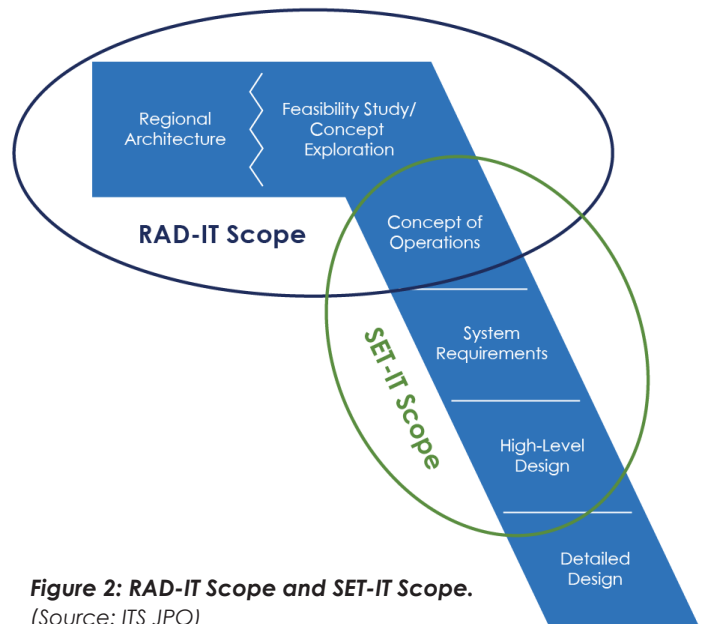 Regional
Architecture
Feasibility Study/
Concept
Exploration
RAD-IT Scope
Concept of
Operations
System
Requirements
SET-IT Scope
High-Level
Design
Detailed
Design
Figure 2: RAD-IT Scope and SET-IT Scope.
(Source: ITS JPO)